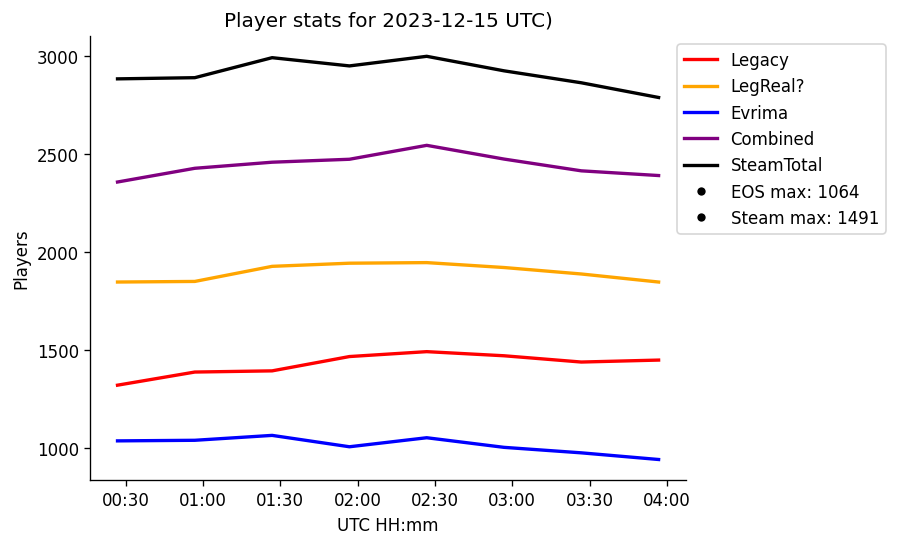 Player stats for 2023-12-15 UTC)
3000
2500
2000
1500
1000
Players
00:30 01:00 01:30 02:00 02:30 03:00 03:30 04:00
UTC HH:mm
Legacy
LegReal?
Evrima
Combined
SteamTotal
EOS max: 1064
Steam max: 1491